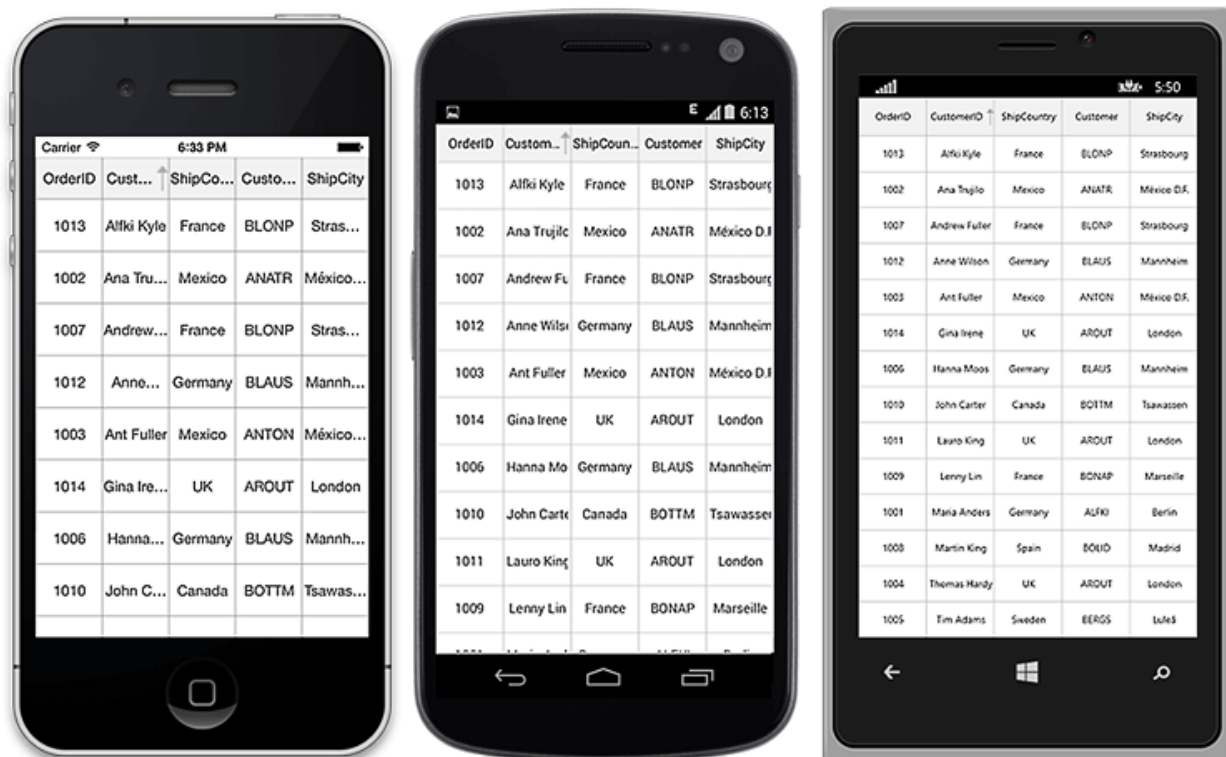 Carrier 6:33 PM
OrderID Cust... ShipCo... Custo... ShipCity
1013 Alfki Kyle France BLONP Stras...
1002 Ana Tru... Mexico ANATR México...
1007 Andrew... France BLONP Stras...
1012 Anne... Germany BLAUS Mannh...
1003 Ant Fuller Mexico ANTON México...
1014 Gina Ire... UK AROUT London
1006 Hanna... Germany BLAUS Mannh...
1010 John C... Canada BOTTM Tsawas...
E 6:13
OrderID Custom... ShipCoun... Customer ShipCity
1013 Alfki Kyle France BLONP Strasbourg
1002 Ana Trujilo Mexico ANATR México D.F
1007 Andrew Fu France BLONP Strasbourg
1012 Anne Wils Germany BLAUS Mannheim
1003 Ant Fuller Mexico ANTON México D.F
1014 Gina Irene UK AROUT London
1006 Hanna Mo Germany BLAUS Mannheim
1010 John Carte Canada BOTTM Tsawassen
1011 Lauro King UK AROUT London
1009 Lenny Lin France BONAP Marseille
5:50
OrderID CustomerID ShipCountry Customer ShipCity
1013 Alfki Kyle France BLONP Strasbourg
1002 Ana Trujilo Mexico ANATR México D.F.
1007 Andrew Fuller France BLONP Strasbourg
1012 Anne Wilson Germany BLAUS Mannheim
1003 Ant Fuller Mexico ANTON México D.F.
1014 Gina Irene UK AROUT London
1006 Hanna Moos Germany BLAUS Mannheim
1010 John Carter Canada BOTTM Tsawassen
1011 Lauro King UK AROUT London
1009 Lenny Lin France BONAP Marseille
1001 Maria Anders Germany ALFKI Berlin
1008 Martin King Spain BOLID Madrid
1004 Thomas Hardy UK AROUT London
1005 Tim Adams Sweden BERGS Luleå